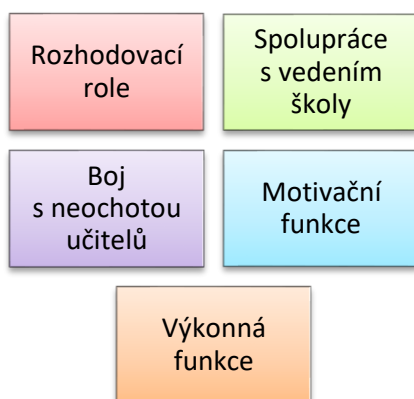 Rozhodovací
role
Spolupráce
s vedením
školy
Boj
s neochotou
učitelů
Motivační
funkce
Výkonná
funkce